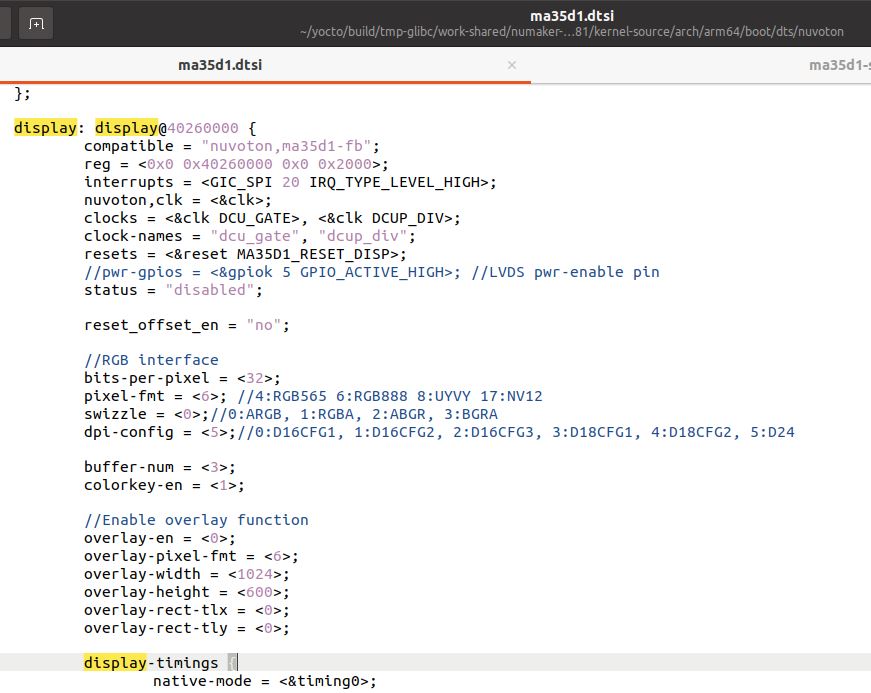 ma35d1.dtsi
~/yocto/build/tmp-glibc/work-shared/numaker-...81/kernel-source/arch/arm64/boot/dts/nuvoton
ma35d1.dtsi × ma35d1-s
};
display: display@40260000 {
compatible = "nuvoton,ma35d1-fb";
reg = <0x0 0x40260000 0x0 0x2000>;
interrupts = <GIC_SPI 20 IRQ_TYPE_LEVEL_HIGH>;
nuvoton,clk = <&clk>;
clocks = <&clk DCU_GATE>, <&clk DCUP_DIV>;
clock-names = "dcu_gate", "dcup_div";
resets = <&reset MA35D1_RESET_DISP>;
//pwr-gpios = <&gpiok 5 GPIO_ACTIVE_HIGH>; //LVDS pwr-enable pin
status = "disabled";
reset_offset_en = "no";
//RGB interface
bits-per-pixel = <32>;
pixel-fmt = <6>; //4:RGB565 6:RGB888 8:UYVY 17:NV12
swizzle = <0>;//0:ARGB, 1:RGBA, 2:ABGR, 3:BGRA
dpi-config = <5>;//0:D16CFG1, 1:D16CFG2, 2:D16CFG3, 3:D18CFG1, 4:D18CFG2, 5:D24
buffer-num = <3>;
colorkey-en = <1>;
//Enable overlay function
overlay-en = <0>;
overlay-pixel-fmt = <6>;
overlay-width = <1024>;
overlay-height = <600>;
overlay-rect-tlx = <0>;
overlay-rect-tly = <0>;
display-timings {
native-mode = <&timing0>;